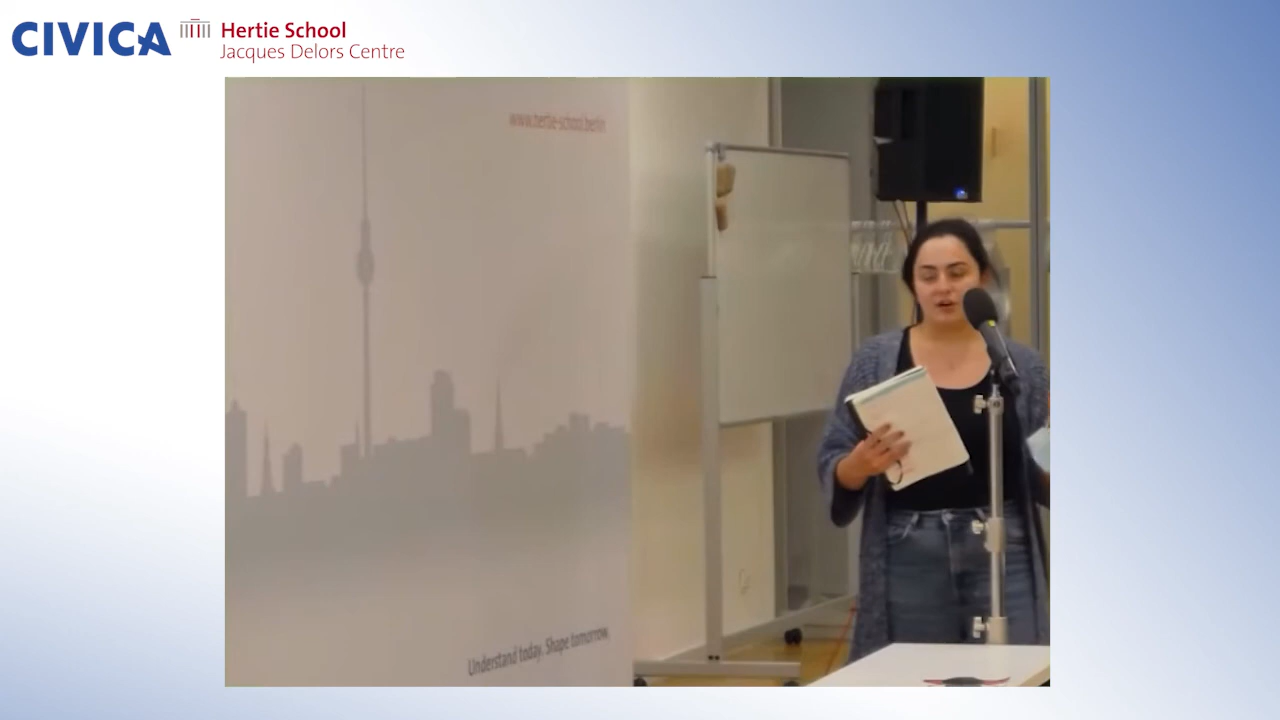 CIVICA
Hertie School
Jacques Delors Centre
www.hertie-school.berlin
Understand today. Shape tomorrow.